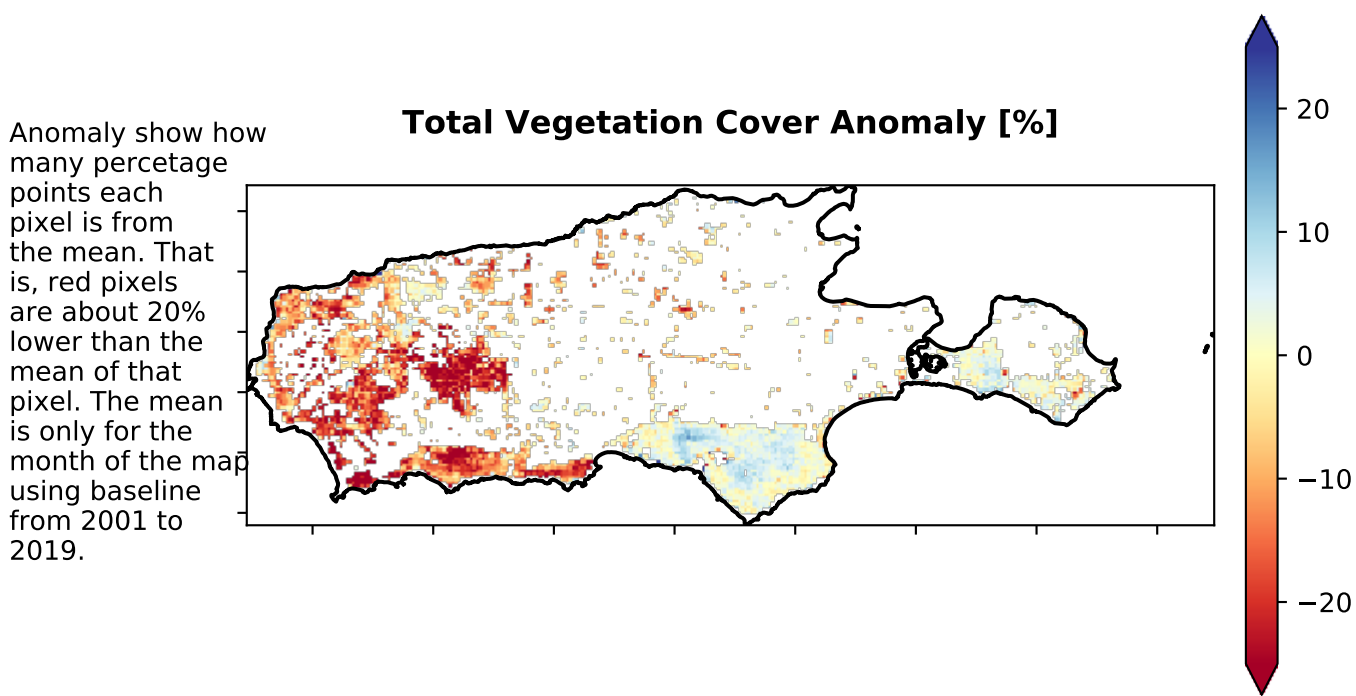 Total Vegetation Cover Anomaly [%]
Anomaly show how
many percetage
points each
pixel is from
the mean. That
is, red pixels
are about 20%
lower than the
mean of that
pixel. The mean
is only for the
month of the map
using baseline
from 2001 to
2019.
20
10
0
−10
−20